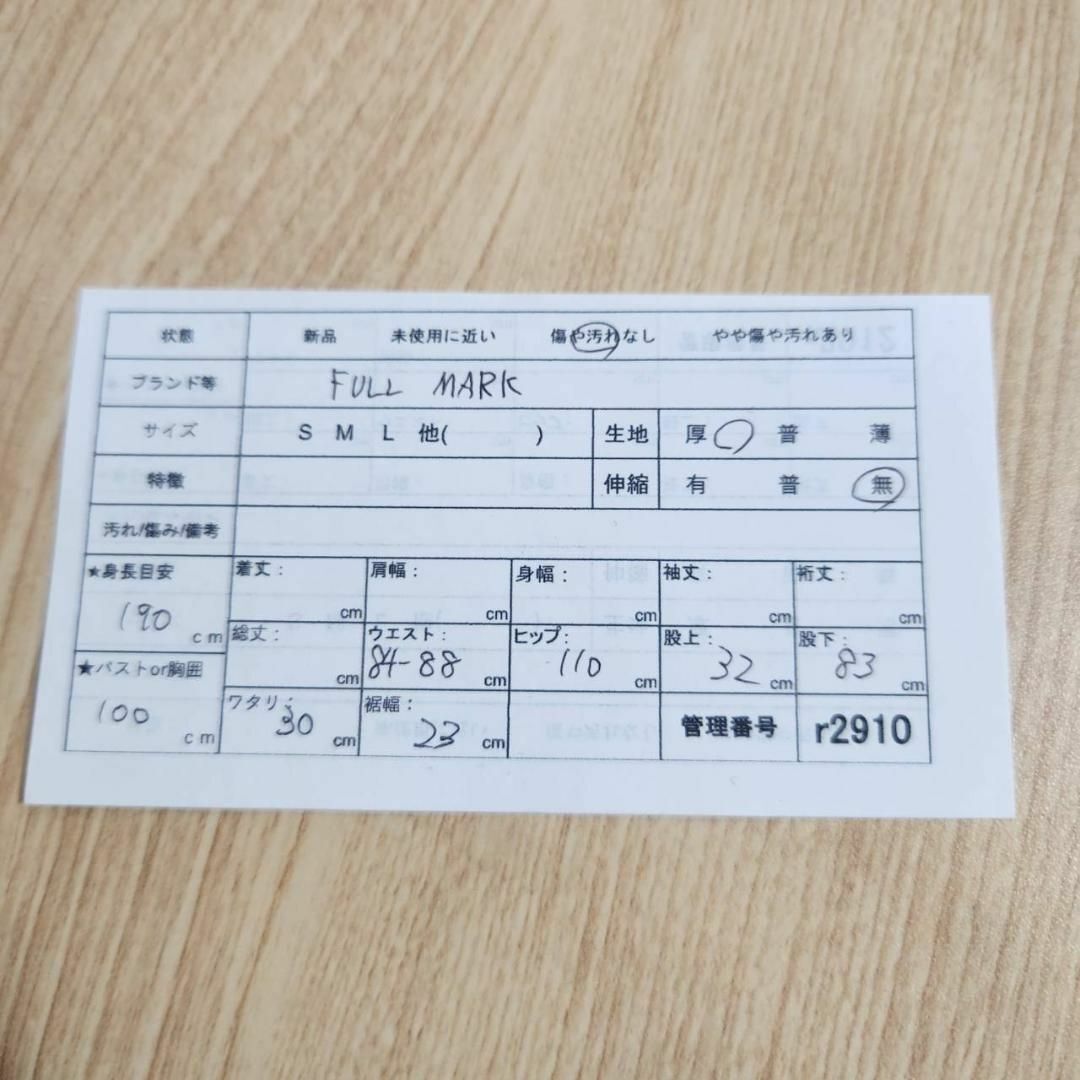 状態 新品 未使用に近い 傷や汚れなし やや傷や汚れあり
ブランド等 FULL MARK
サイズ S M L 他( ) 生地 厚 普 薄
特徴 伸縮 有 普 無
汚れ/傷み/備考
★身長目安 着丈: 肩幅: 身幅: 袖丈: 裄丈:
190 cm cm cm cm cm cm
総丈: ウエスト: ヒップ: 股上: 股下:
★バストor胸囲 cm 84-88 cm 110 cm 32 cm 83 cm
100 cm ワタリ: 30 cm 裾幅: 23 cm 管理番号 r2910